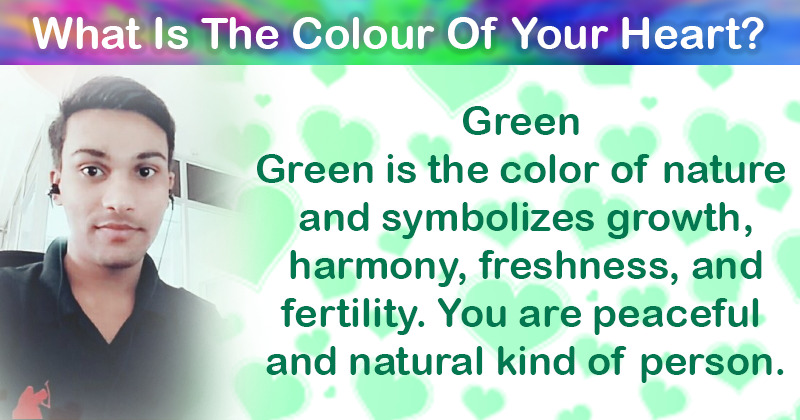 What Is The Colour Of Your Heart?
Green
Green is the color of nature
and symbolizes growth,
harmony, freshness, and
fertility. You are peaceful
and natural kind of person.